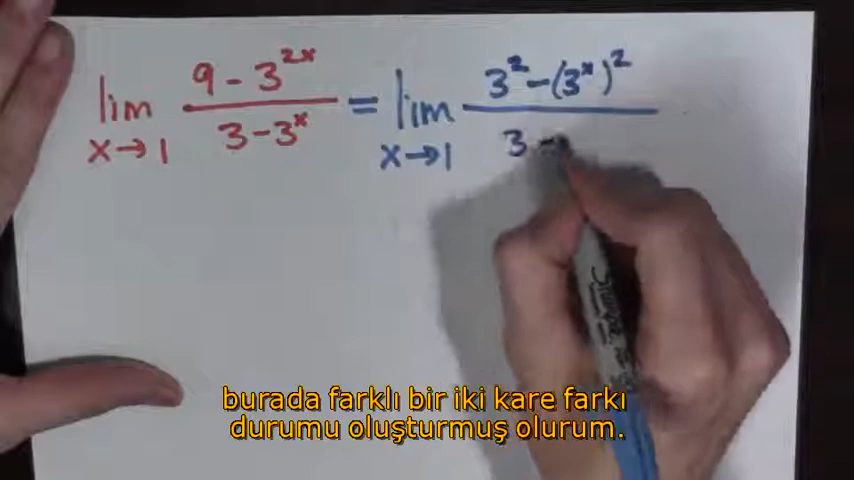 lim 9 - 3^{2x} / 3 - 3^x = lim 3^2 - (3^x)^2 / 3 -
x → 1 x → 1
Sharpie
burada farklı bir iki kare farkı
durumu oluşturmuş olurum.